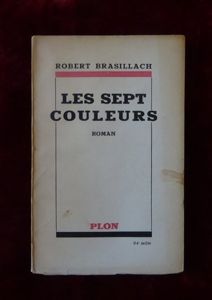 ROBERT BRASILLACH
LES SEPT
COULEURS
ROMAN
PLON